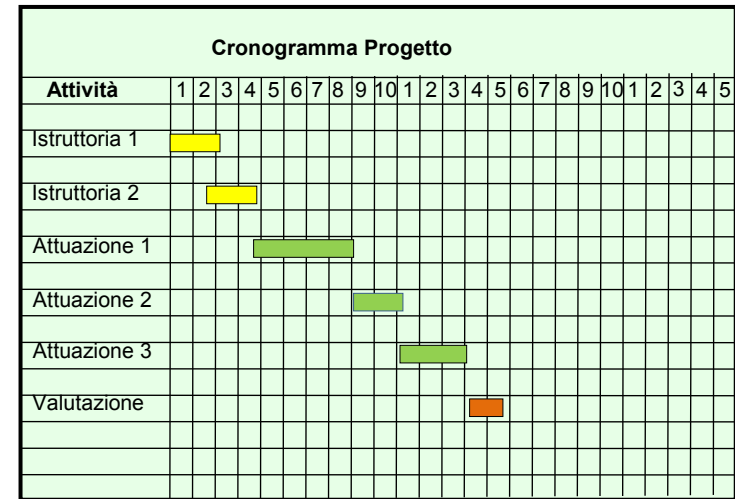 Cronogramma Progetto
Attività 1 2 3 4 5 6 7 8 9 10 1 2 3 4 5 6 7 8 9 10 1 2 3 4 5
Istruttoria 1
Istruttoria 2
Attuazione 1
Attuazione 2
Attuazione 3
Valutazione